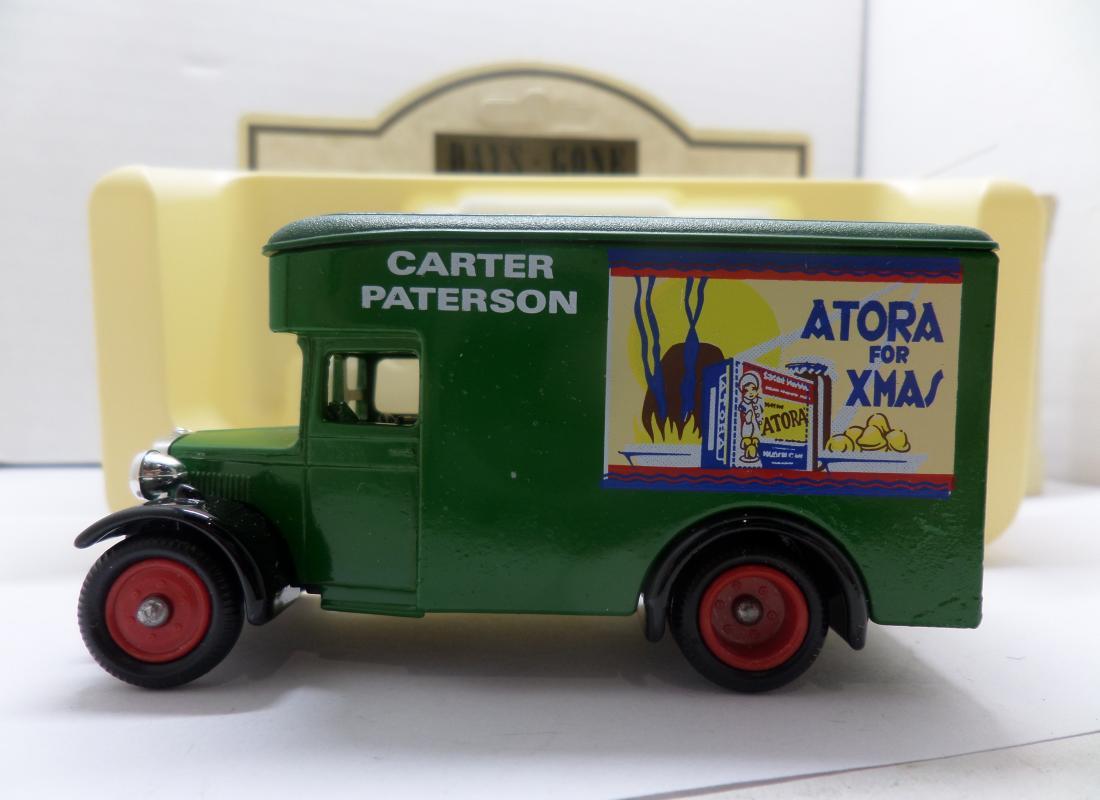 DAYS · GONE
CARTER
PATERSON
ATORA
FOR
XMAS
ATORA